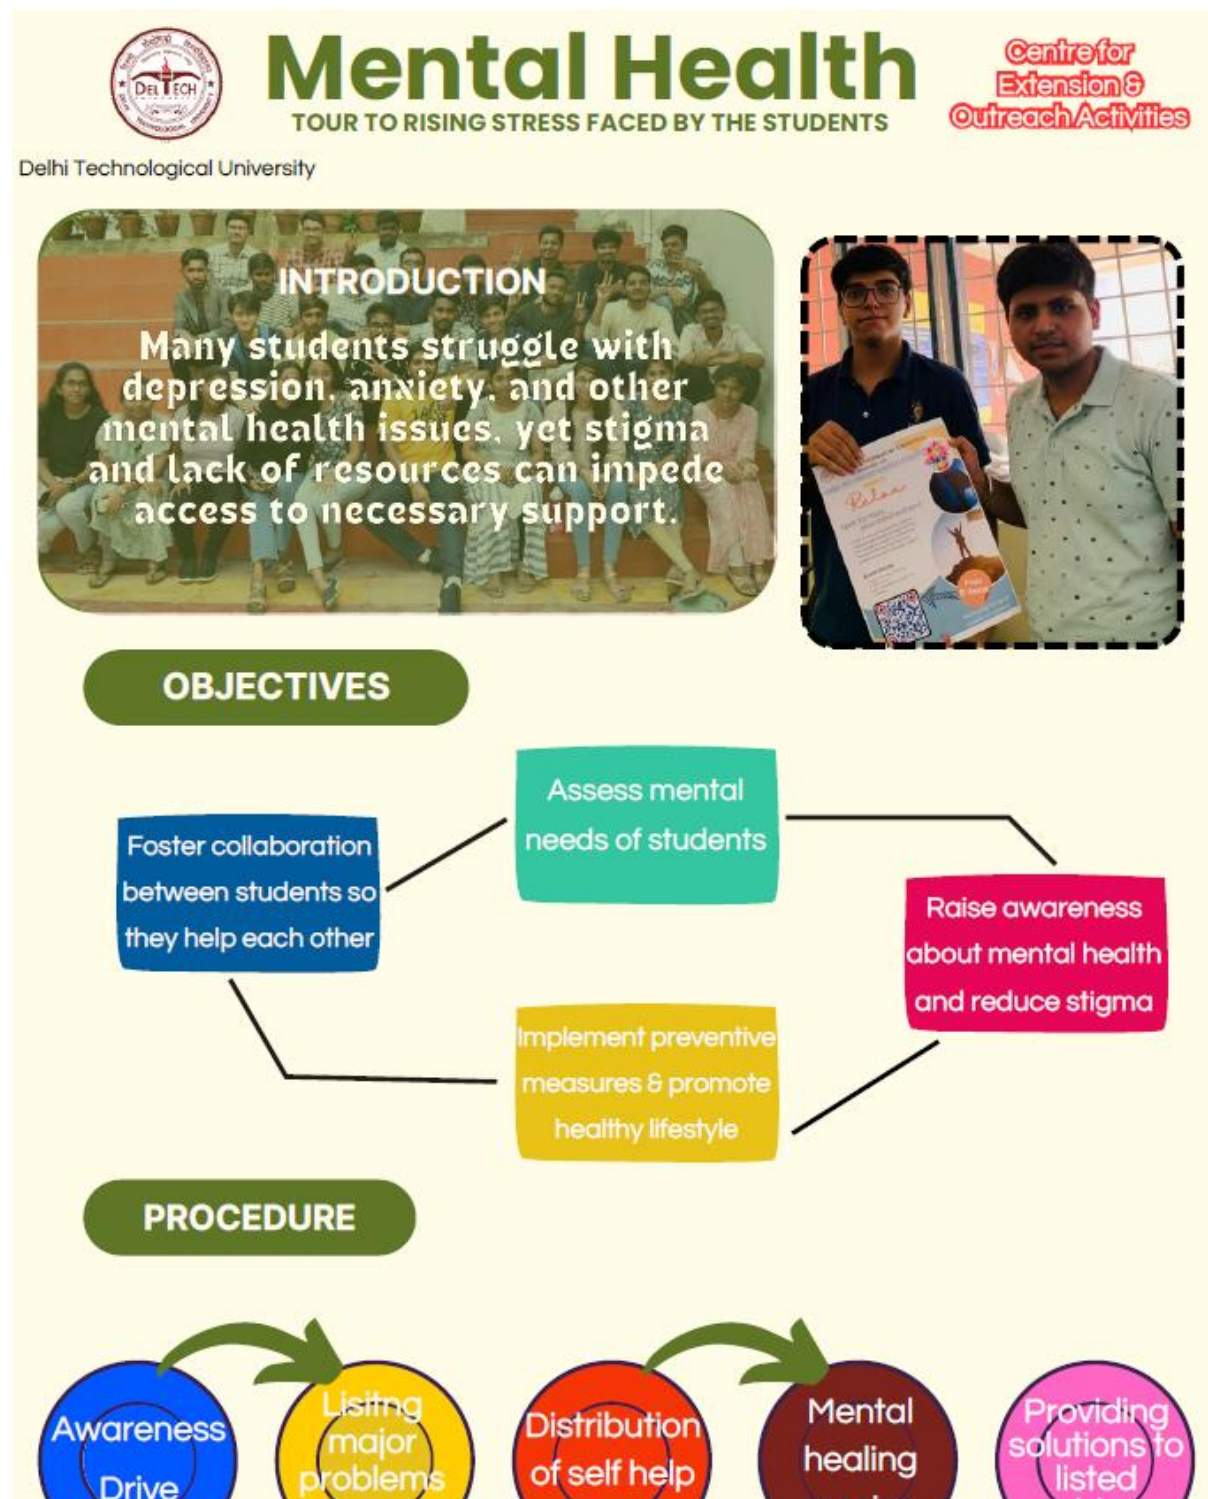 DELTECH
Mental Health
TOUR TO RISING STRESS FACED BY THE STUDENTS
Centre for
Extension &
Outreach Activities
Delhi Technological University
INTRODUCTION
Many students struggle with
depression, anxiety, and other
mental health issues, yet stigma
and lack of resources can impede
access to necessary support.
Relax
OBJECTIVES
Assess mental
needs of students
Foster collaboration
between students so
they help each other
Raise awareness
about mental health
and reduce stigma
Implement preventive
measures & promote
healthy lifestyle
PROCEDURE
Awareness
Drive
Lisitng
major
problems
Distribution
of self help
Mental
healing
Providing
solutions to
listed